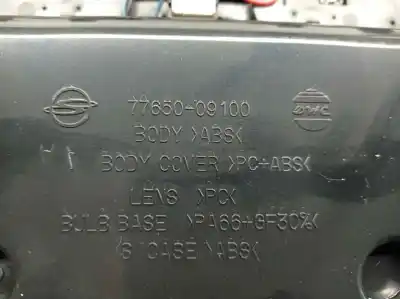 77650-09100
BODY >ABS<
BODY COVER >PC+ABS<
LENS >PC<
BULB BASE >PA66+GF30%<
S/CASE >ABS<